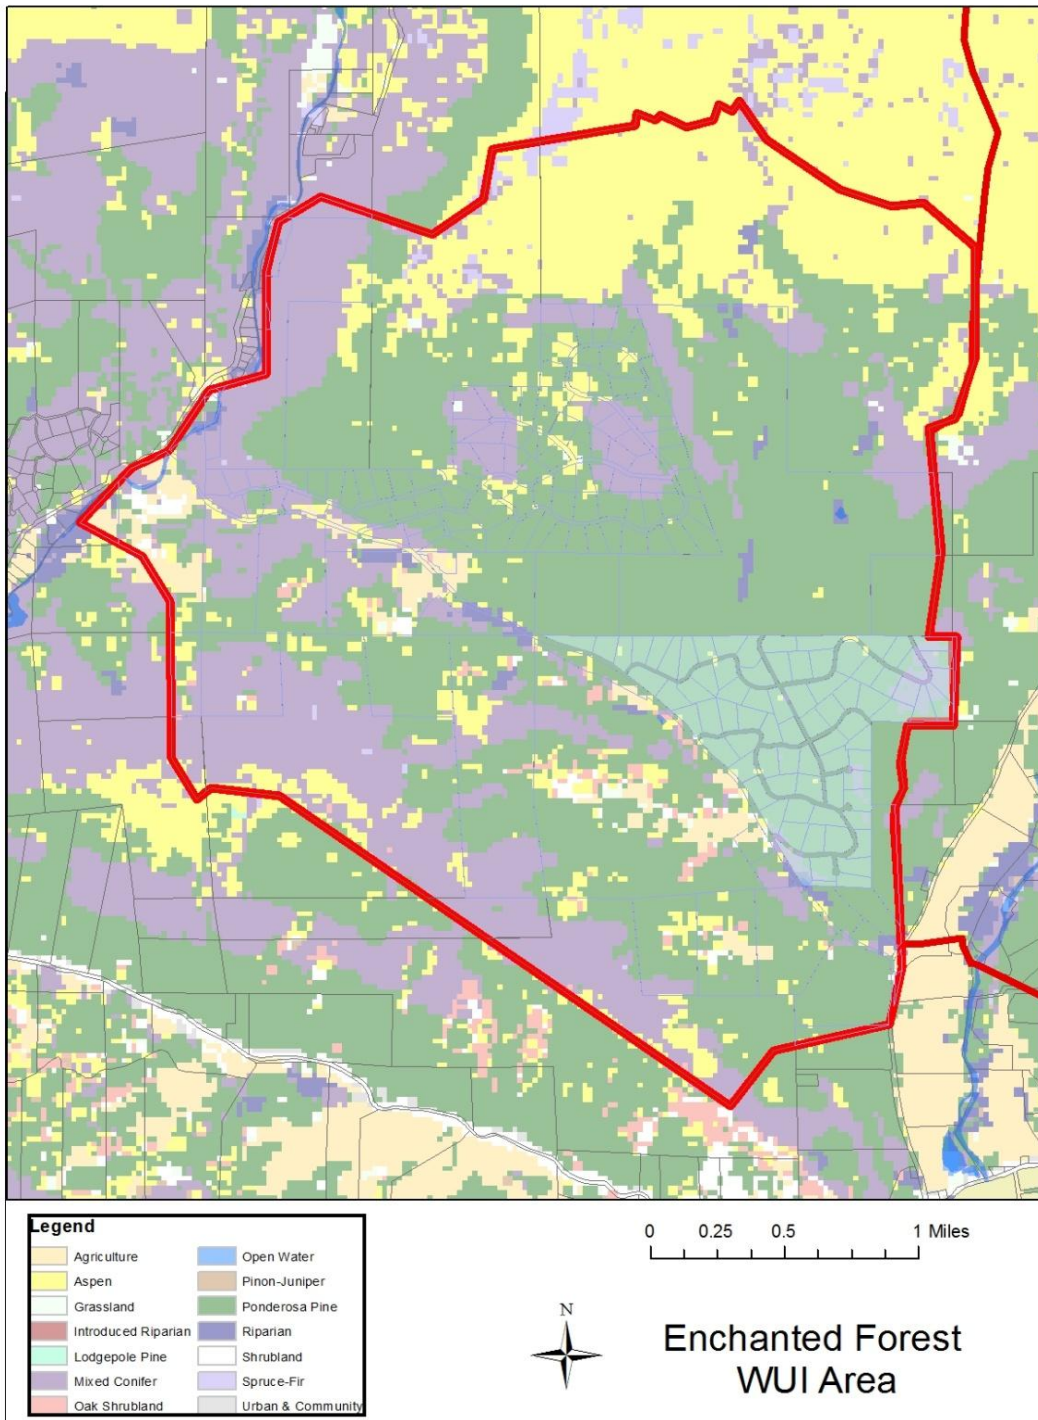 Legend
Agriculture
Aspen
Grassland
Introduced Riparian
Lodgepole Pine
Mixed Conifer
Oak Shrubland
Open Water
Pinon-Juniper
Ponderosa Pine
Riparian
Shrubland
Spruce-Fir
Urban & Community
0 0.25 0.5 1 Miles
N
Enchanted Forest
WUI Area